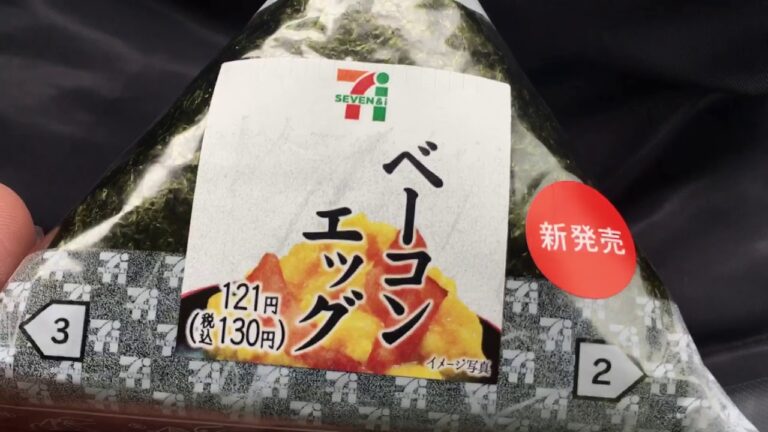 SEVEN&i
ベーコン
エッグ
新発売
121円
(税込130円)
イメージ写真
3
2